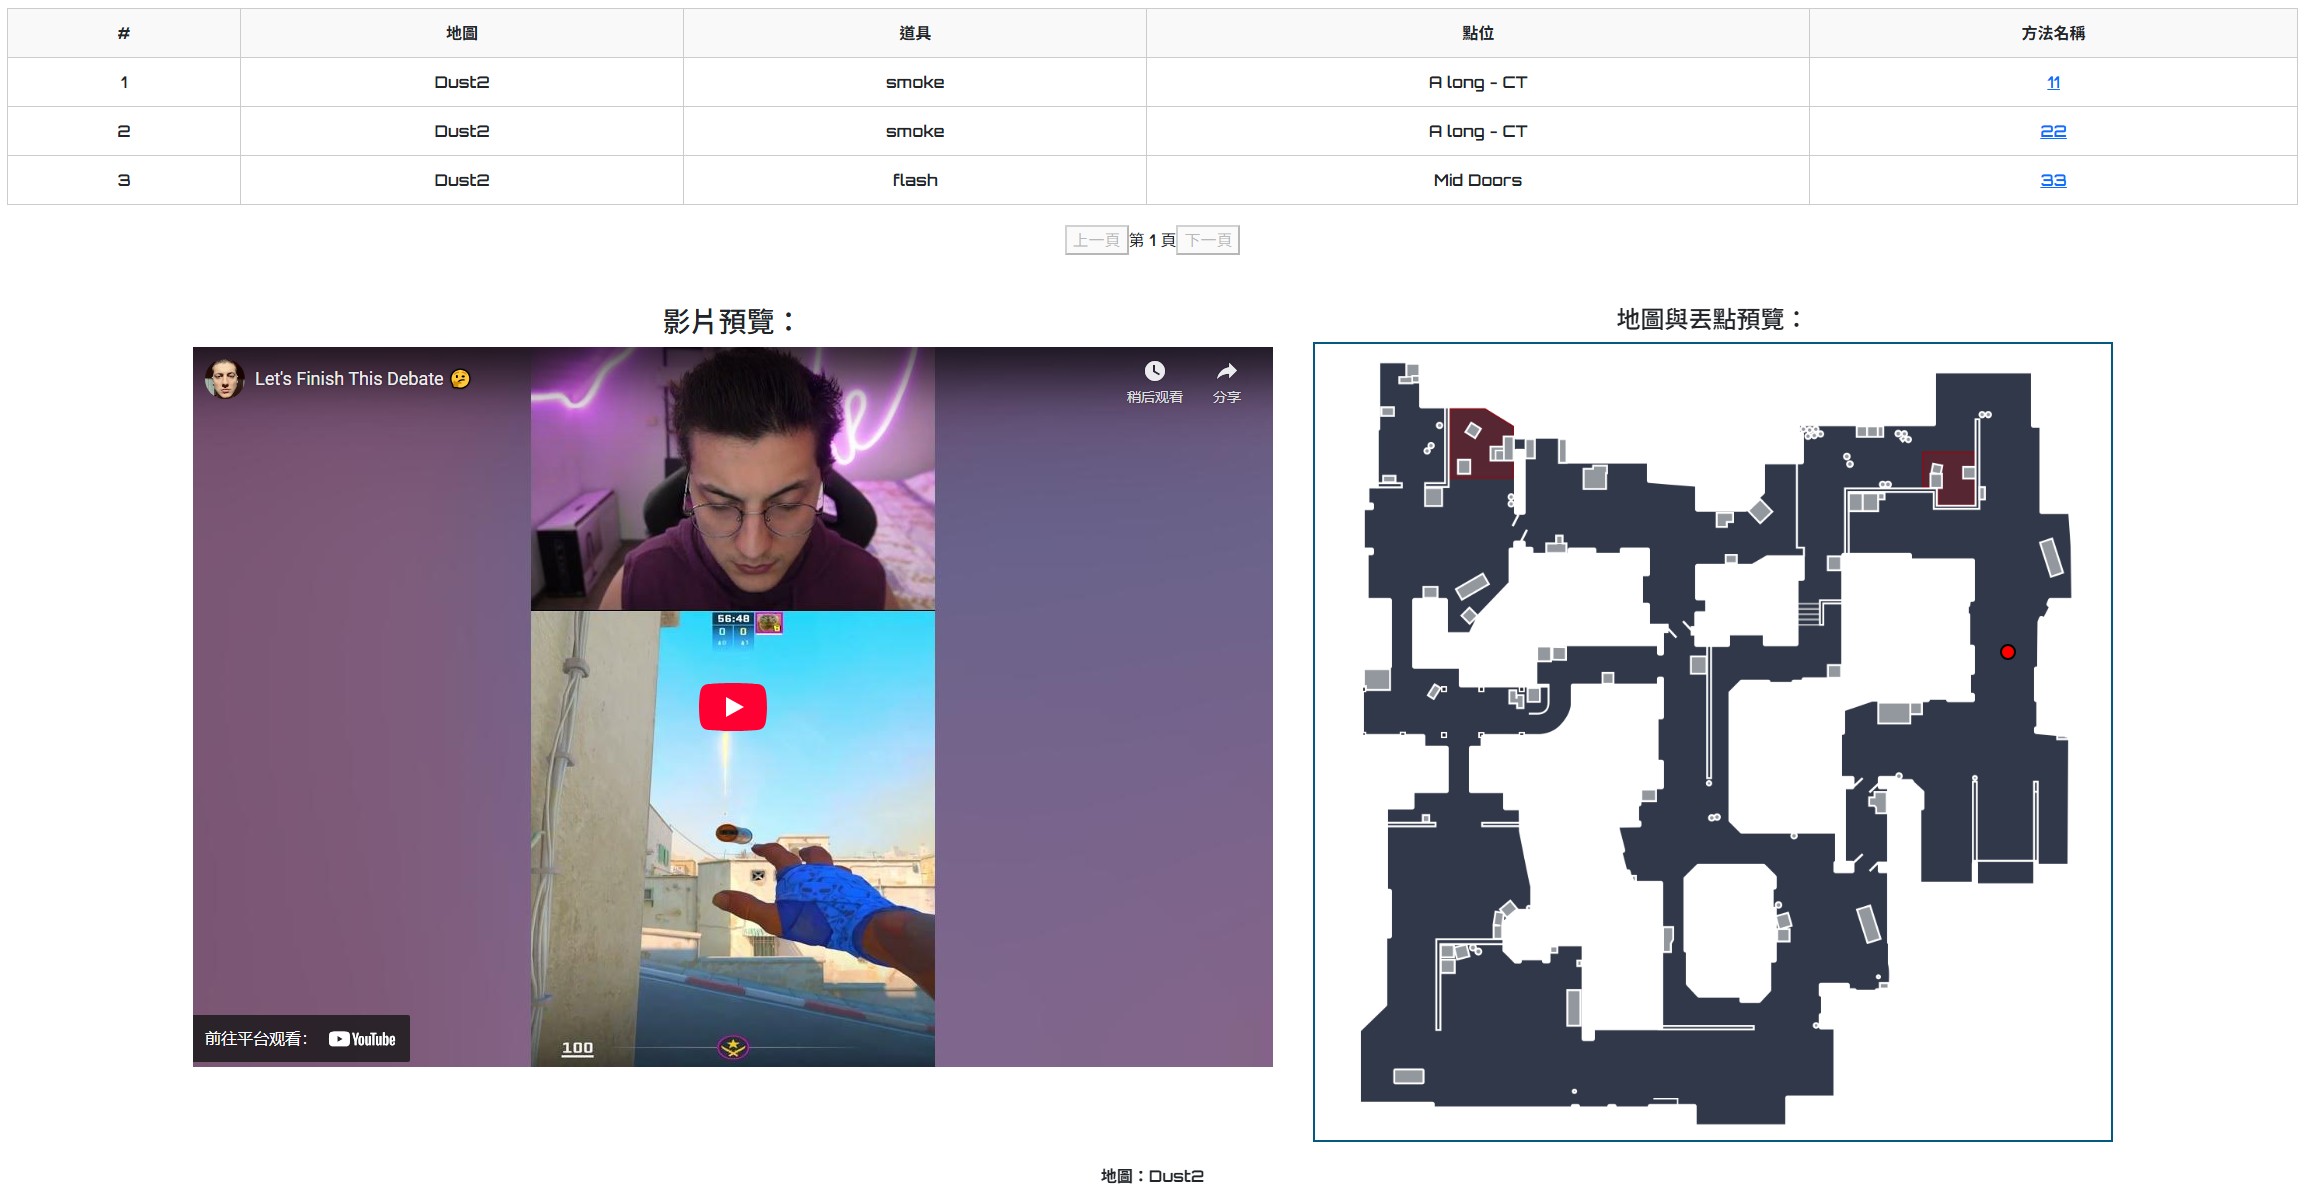 # 地圖 道具 點位 方法名稱
1 Dust2 smoke A long - CT 11
2 Dust2 smoke A long - CT 22
3 Dust2 flash Mid Doors 33
上一頁 第 1 頁 下一頁
影片預覽：
地圖與丟點預覽：
Let's Finish This Debate 🤔
稍后观看
分享
56:48
0 0
100
前往平台观看： YouTube
地圖：Dust2